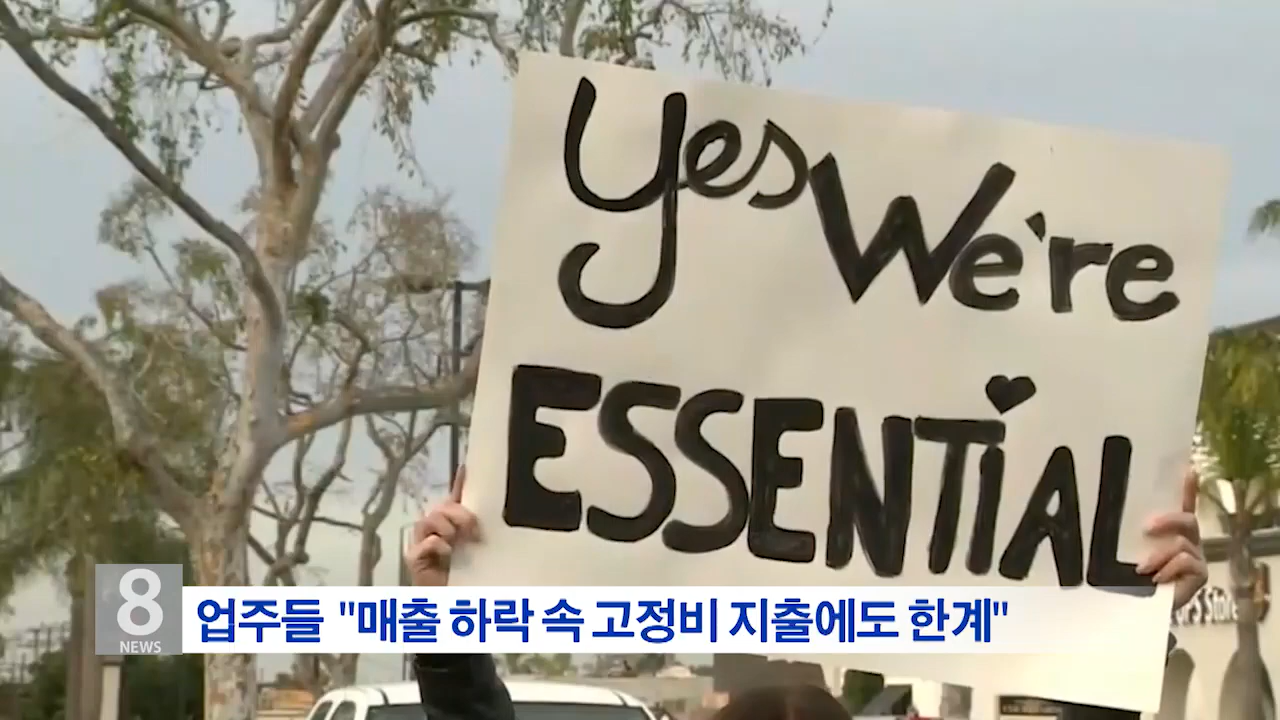 Yes We're
ESSENTIAL
8
NEWS
업주들 "매출 하락 속 고정비 지출에도 한계"